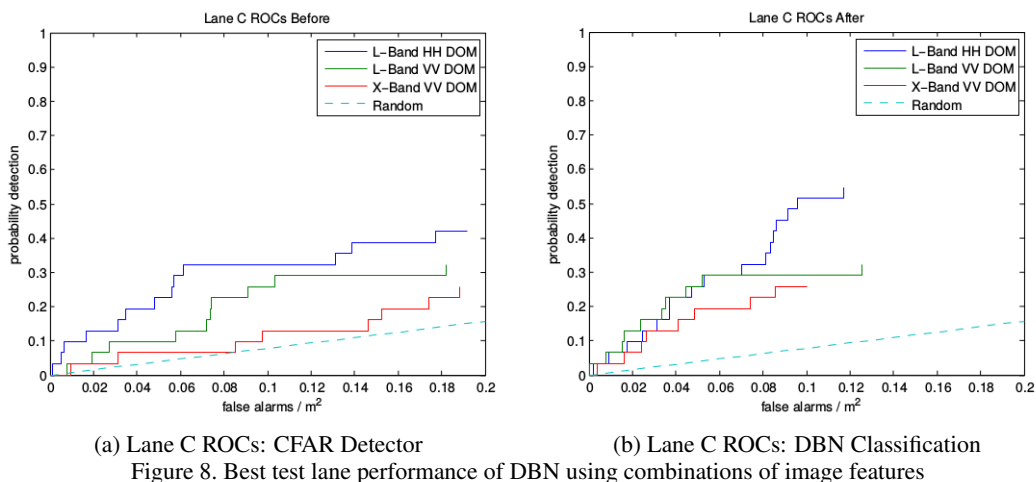 Lane C ROCs Before
1
0.9
0.8
0.7
0.6
0.5
0.4
0.3
0.2
0.1
0
probability detection
L-Band HH DOM
L-Band VV DOM
X-Band VV DOM
Random
0.02 0.04 0.06 0.08 0.1 0.12 0.14 0.16 0.18 0.2
false alarms / m²
(a) Lane C ROCs: CFAR Detector
Lane C ROCs After
1
0.9
0.8
0.7
0.6
0.5
0.4
0.3
0.2
0.1
0
probability detection
L-Band HH DOM
L-Band VV DOM
X-Band VV DOM
Random
0 0.02 0.04 0.06 0.08 0.1 0.12 0.14 0.16 0.18 0.2
false alarms / m²
(b) Lane C ROCs: DBN Classification
Figure 8. Best test lane performance of DBN using combinations of image features